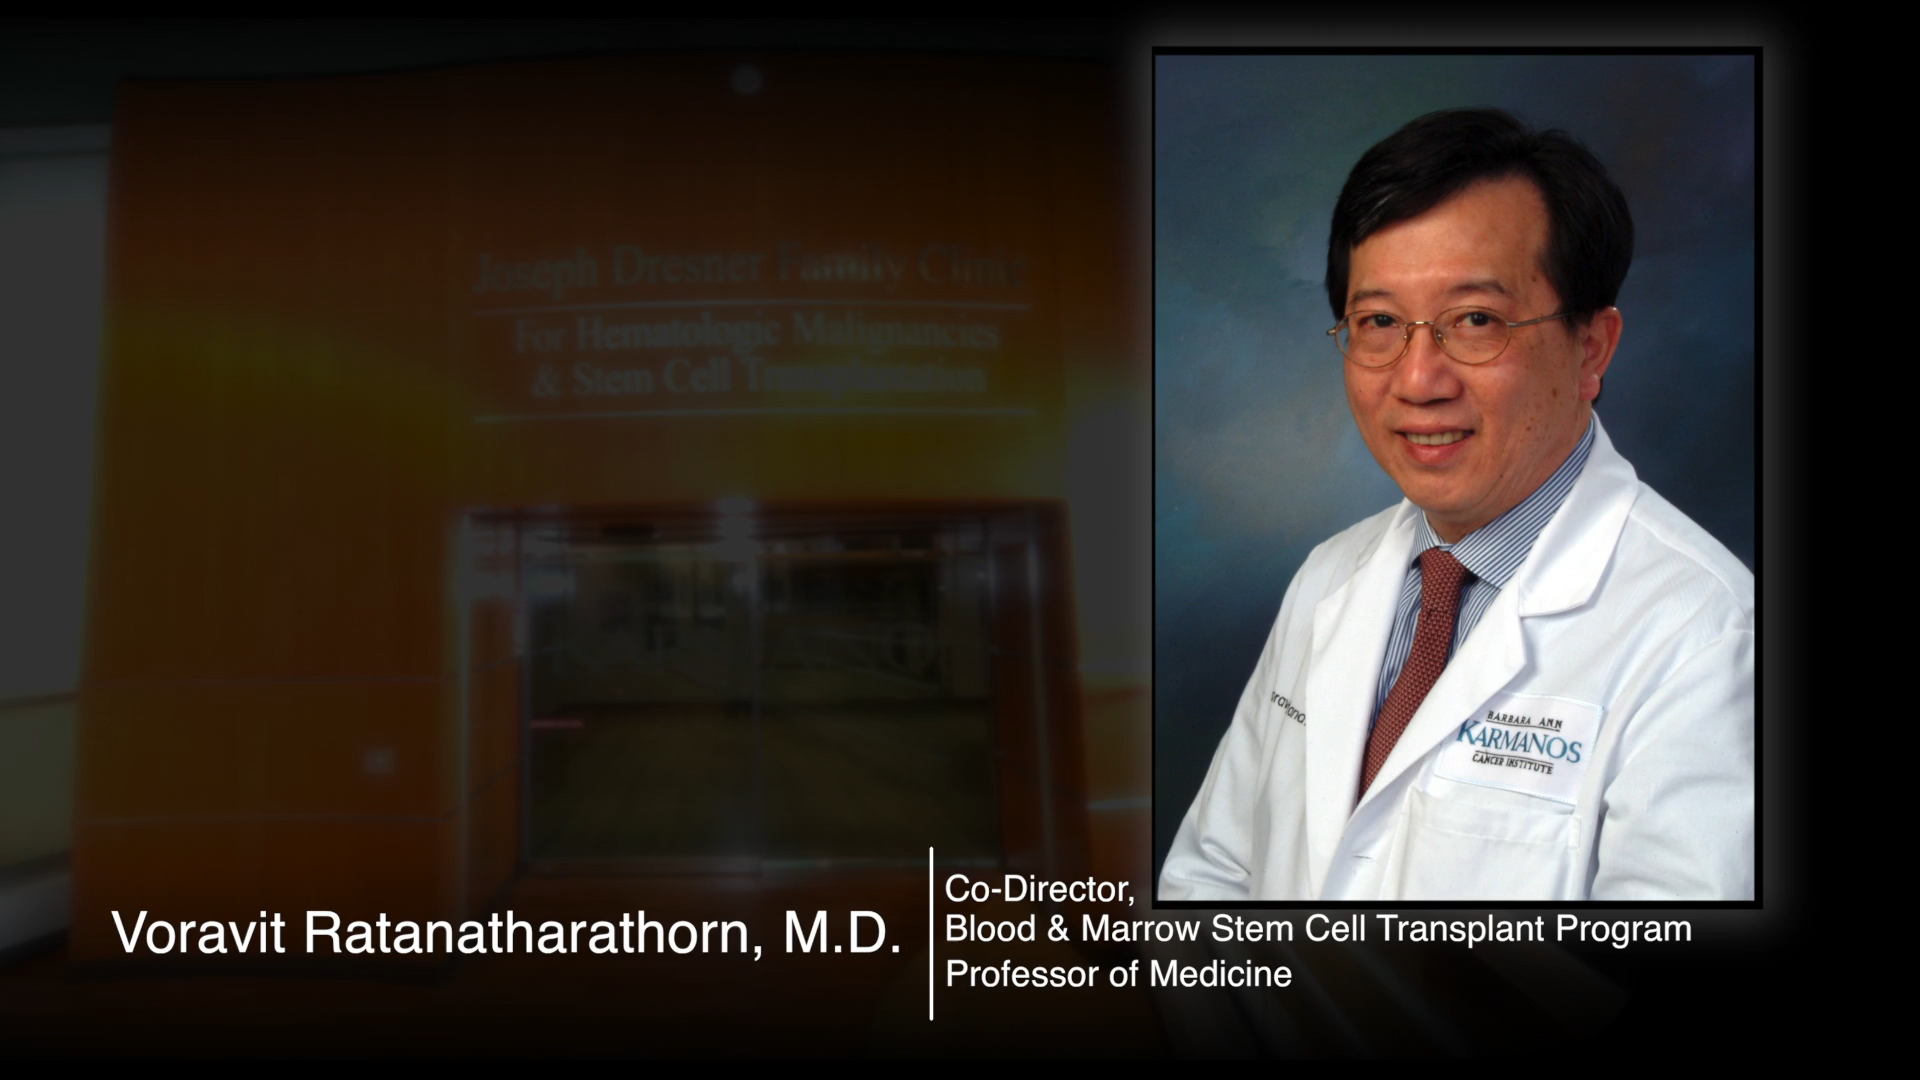 Joseph Dresner Family Clinic
For Hematologic Malignancies
& Stem Cell Transplantation
BARBARA ANN
KARMANOS
CANCER INSTITUTE
Voravit Ratanatharathorn, M.D.
Co-Director,
Blood & Marrow Stem Cell Transplant Program
Professor of Medicine